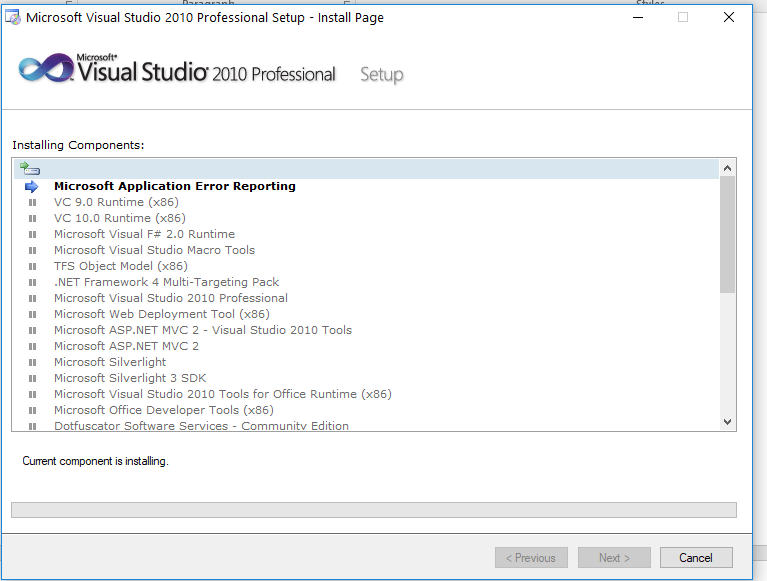 Paragraph
Styles
Microsoft Visual Studio 2010 Professional Setup - Install Page
Microsoft®
Visual Studio® 2010 Professional Setup
Installing Components:
Microsoft Application Error Reporting
VC 9.0 Runtime (x86)
VC 10.0 Runtime (x86)
Microsoft Visual F# 2.0 Runtime
Microsoft Visual Studio Macro Tools
TFS Object Model (x86)
.NET Framework 4 Multi-Targeting Pack
Microsoft Visual Studio 2010 Professional
Microsoft Web Deployment Tool (x86)
Microsoft ASP.NET MVC 2 - Visual Studio 2010 Tools
Microsoft ASP.NET MVC 2
Microsoft Silverlight
Microsoft Silverlight 3 SDK
Microsoft Visual Studio 2010 Tools for Office Runtime (x86)
Microsoft Office Developer Tools (x86)
Dotfuscator Software Services - Community Edition
Current component is installing.
< Previous
Next >
Cancel